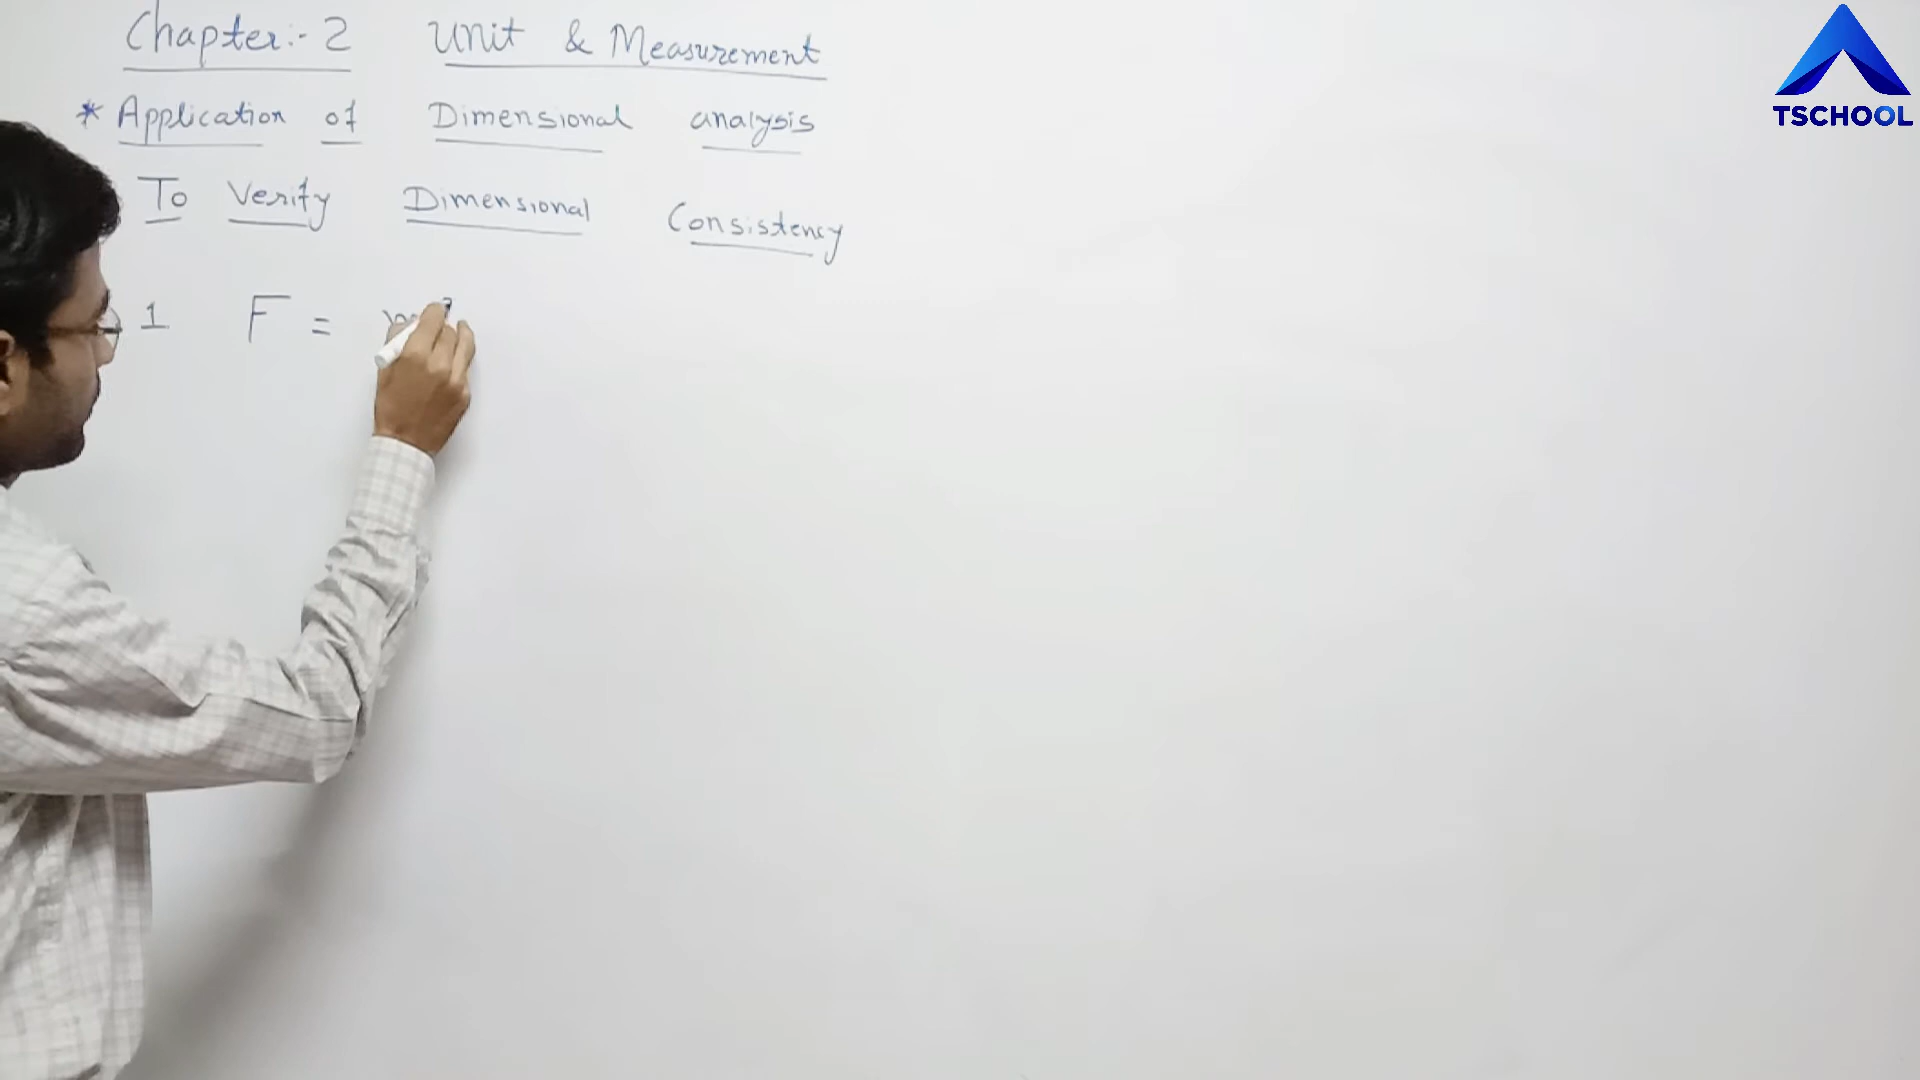 Chapter:- 2 Unit & Measurement
TSCHOOL
* Application of Dimensional analysis
To Verify Dimensional Consistency
1 F = m